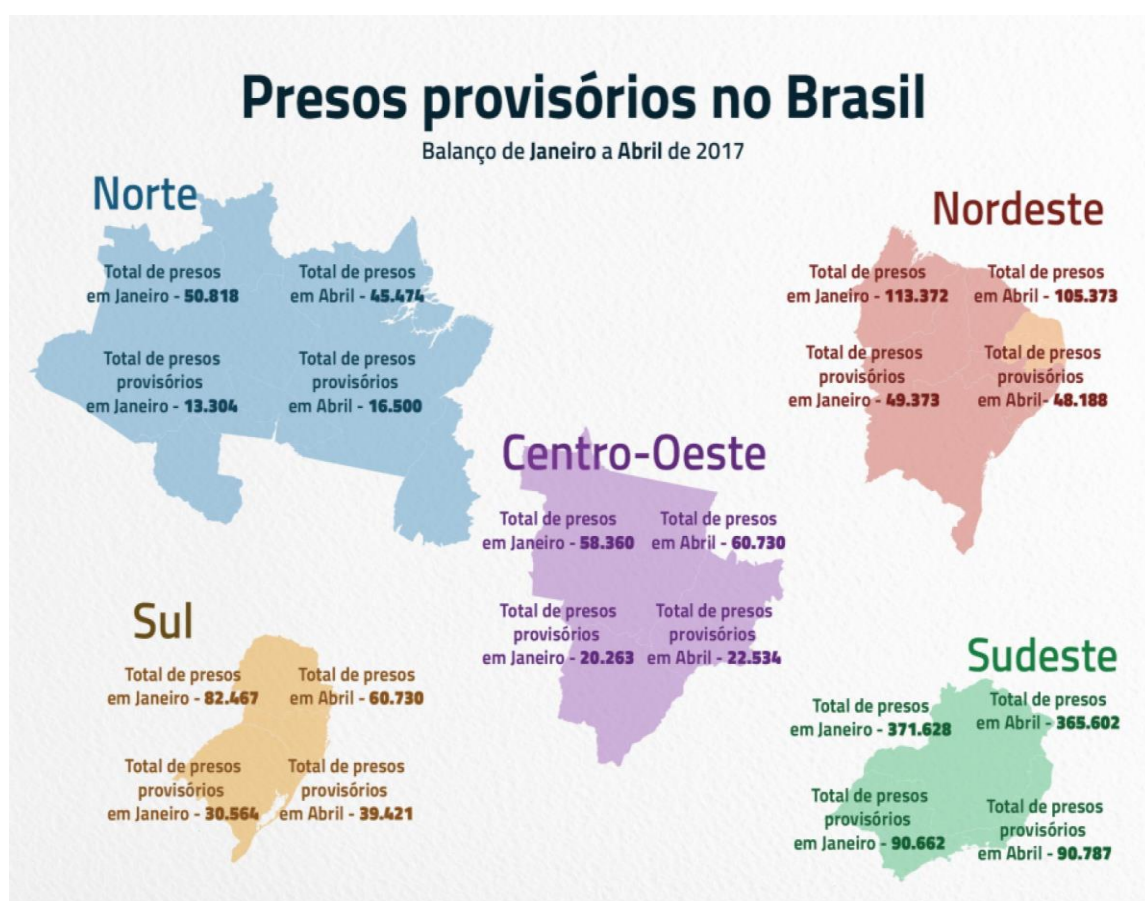 Presos provisórios no Brasil
Balanço de Janeiro a Abril de 2017
Norte
Total de presos
em Janeiro - 50.818
Total de presos
em Abril - 45.474
Total de presos
provisórios
em Janeiro - 13.304
Total de presos
provisórios
em Abril - 16.500
Nordeste
Total de presos
em Janeiro - 113.372
Total de presos
em Abril - 105.373
Total de presos
provisórios
em Janeiro - 49.373
Total de presos
provisórios
em Abril- 48.188
Centro-Oeste
Total de presos
em Janeiro - 58.360
Total de presos
em Abril - 60.730
Total de presos
provisórios
em Janeiro - 20.263
Total de presos
provisórios
em Abril - 22.534
Sul
Total de presos
em Janeiro - 82.467
Total de presos
em Abril - 60.730
Total de presos
provisórios
em Janeiro - 30.564
Total de presos
provisórios
em Abril - 39.421
Sudeste
Total de presos
em Janeiro - 371.628
Total de presos
em Abril - 365.602
Total de presos
provisórios
em Janeiro - 90.662
Total de presos
provisórios
em Abril - 90.787